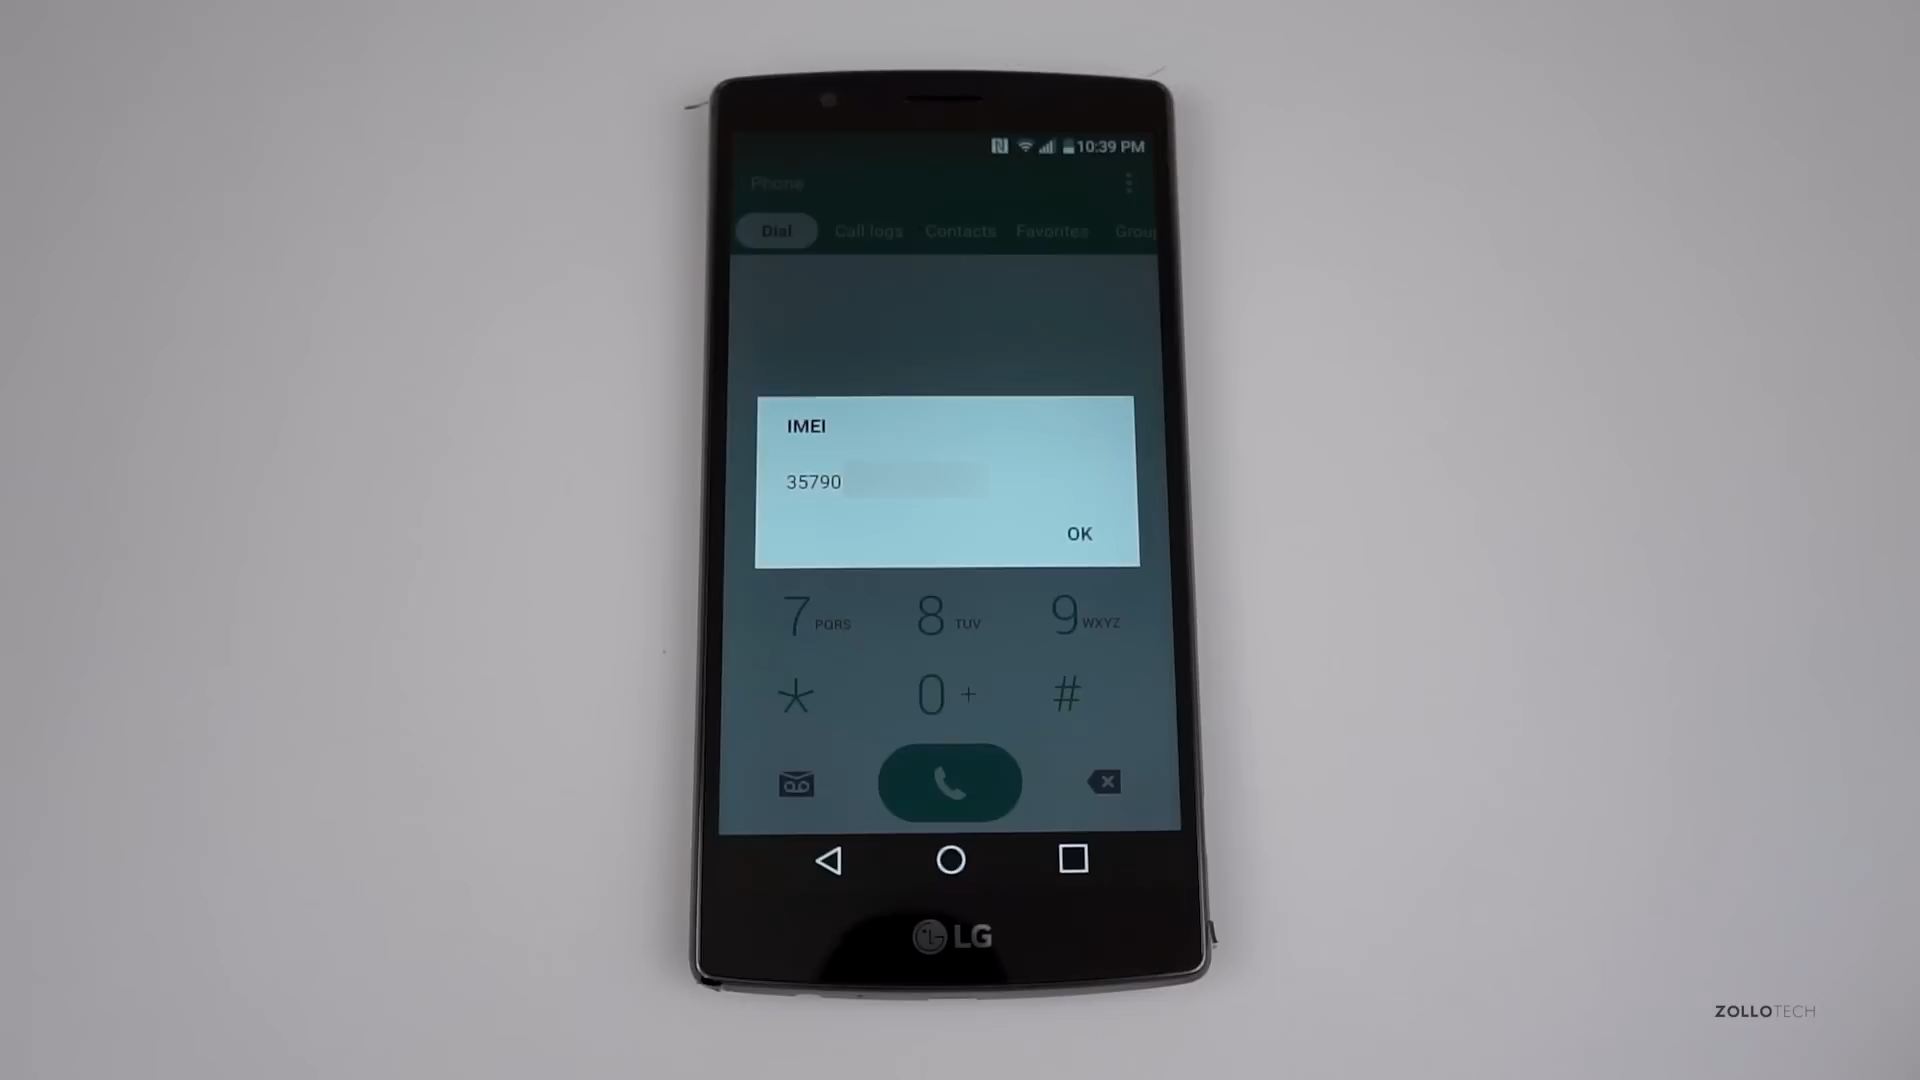 10:39 PM
Phone
Dial Call logs Contacts Favorites Group
IMEI
35790
OK
7 PQRS 8 TUV 9 WXYZ
* 0 + #
LG
ZOLLOTECH